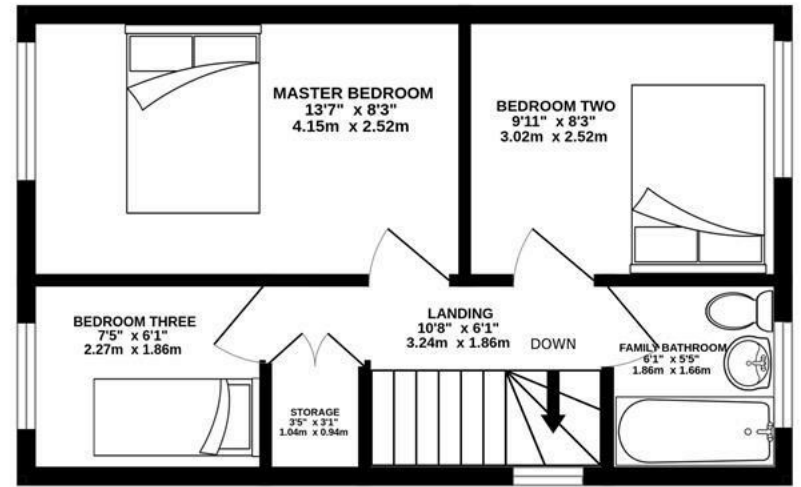 MASTER BEDROOM
13'7" x 8'3"
4.15m x 2.52m
BEDROOM TWO
9'11" x 8'3"
3.02m x 2.52m
BEDROOM THREE
7'5" x 6'1"
2.27m x 1.86m
LANDING
10'8" x 6'1"
3.24m x 1.86m
DOWN
FAMILY BATHROOM
6'1" x 5'5"
1.86m x 1.66m
STORAGE
3'5" x 3'1"
1.04m x 0.94m